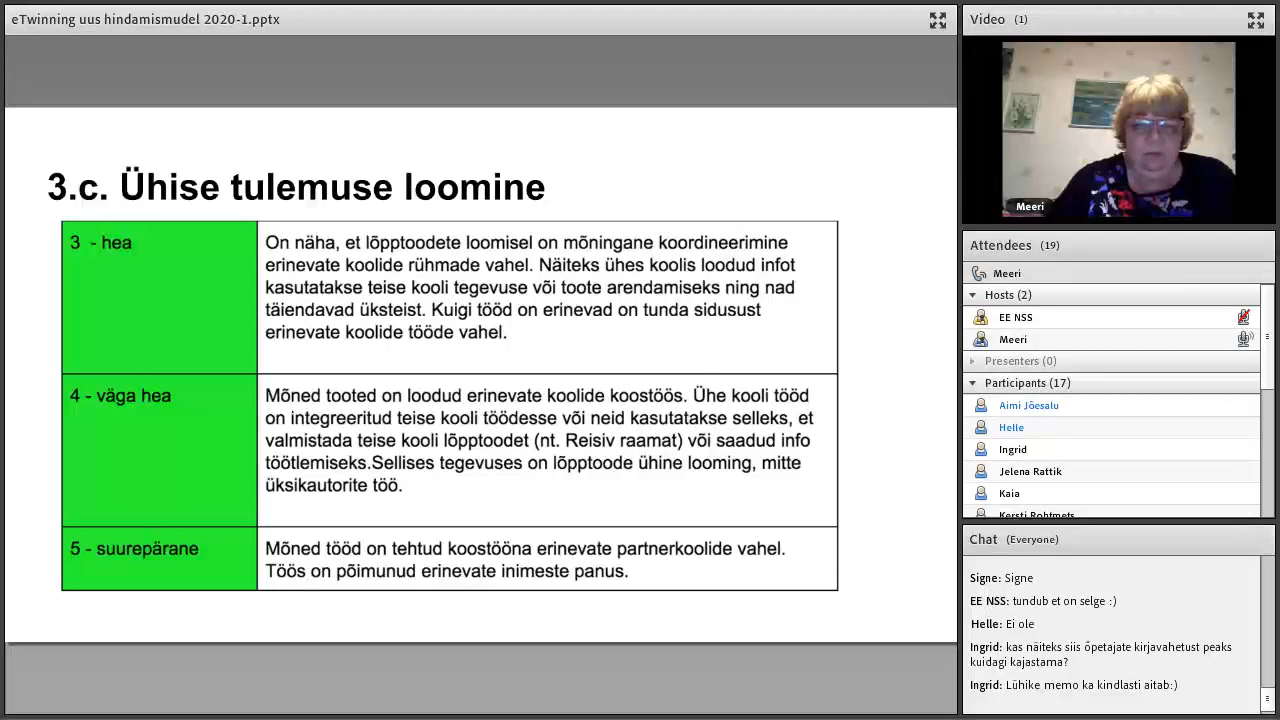 eTwinning uus hindamismudel 2020-1.pptx
3.c. Ühise tulemuse loomine
3 - hea
On näha, et lõpptoodete loomisel on mõningane koordineerimine
erinevate koolide rühmade vahel. Näiteks ühes koolis loodud infot
kasutatakse teise kooli tegevuse või toote arendamiseks ning nad
täiendavad üksteist. Kuigi tööd on erinevad on tunda sidusust
erinevate koolide tööde vahel.
4 - väga hea
Mõned tooted on loodud erinevate koolide koostöös. Ühe kooli tööd
on integreeritud teise kooli töödesse või neid kasutatakse selleks, et
valmistada teise kooli lõpptoodet (nt. Reisiv raamat) või saadud info
töötlemiseks.Sellises tegevuses on lõpptoode ühine looming, mitte
üksikautorite töö.
5 - suurepärane
Mõned tööd on tehtud koostööna erinevate partnerkoolide vahel.
Töös on põimunud erinevate inimeste panus.
Video (1)
Meeri
Attendees (19)
Meeri
Hosts (2)
EE NSS
Meeri
Presenters (0)
Participants (17)
Aimi Jõesalu
Helle
Ingrid
Jelena Rattik
Kaia
Kersti Rohtmets
Chat (Everyone)
Signe: Signe
EE NSS: tundub et on selge :)
Helle: Ei ole
Ingrid: kas näiteks siis õpetajate kirjavahetust peaks
kuidagi kajastama?
Ingrid: Lühike memo ka kindlasti aitab:)